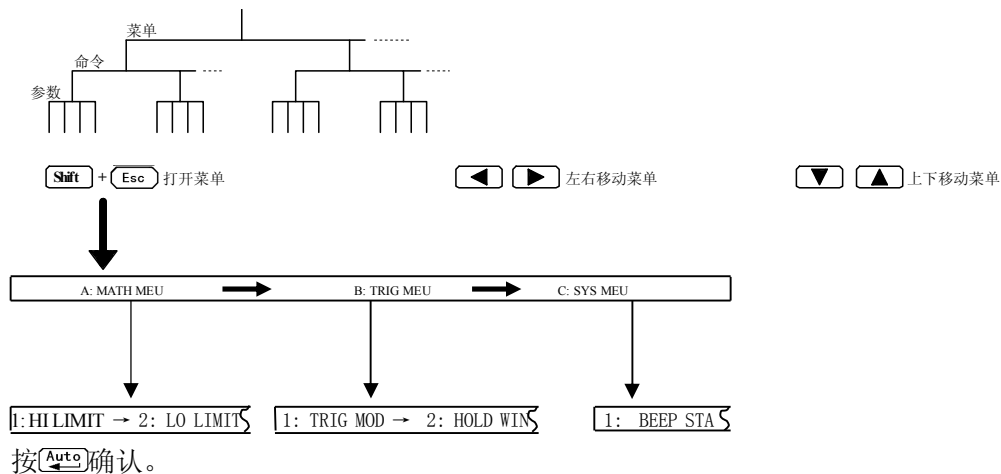 菜单
命令
参数
Shift + Esc 打开菜单 ◀ ▶ 左右移动菜单 ▼ ▲ 上下移动菜单
A: MATH MEU B: TRIG MEU C: SYS MEU
1: HI LIMIT → 2: LO LIMIT 1: TRIG MOD → 2: HOLD WIN 1: BEEP STA
按Auto确认。